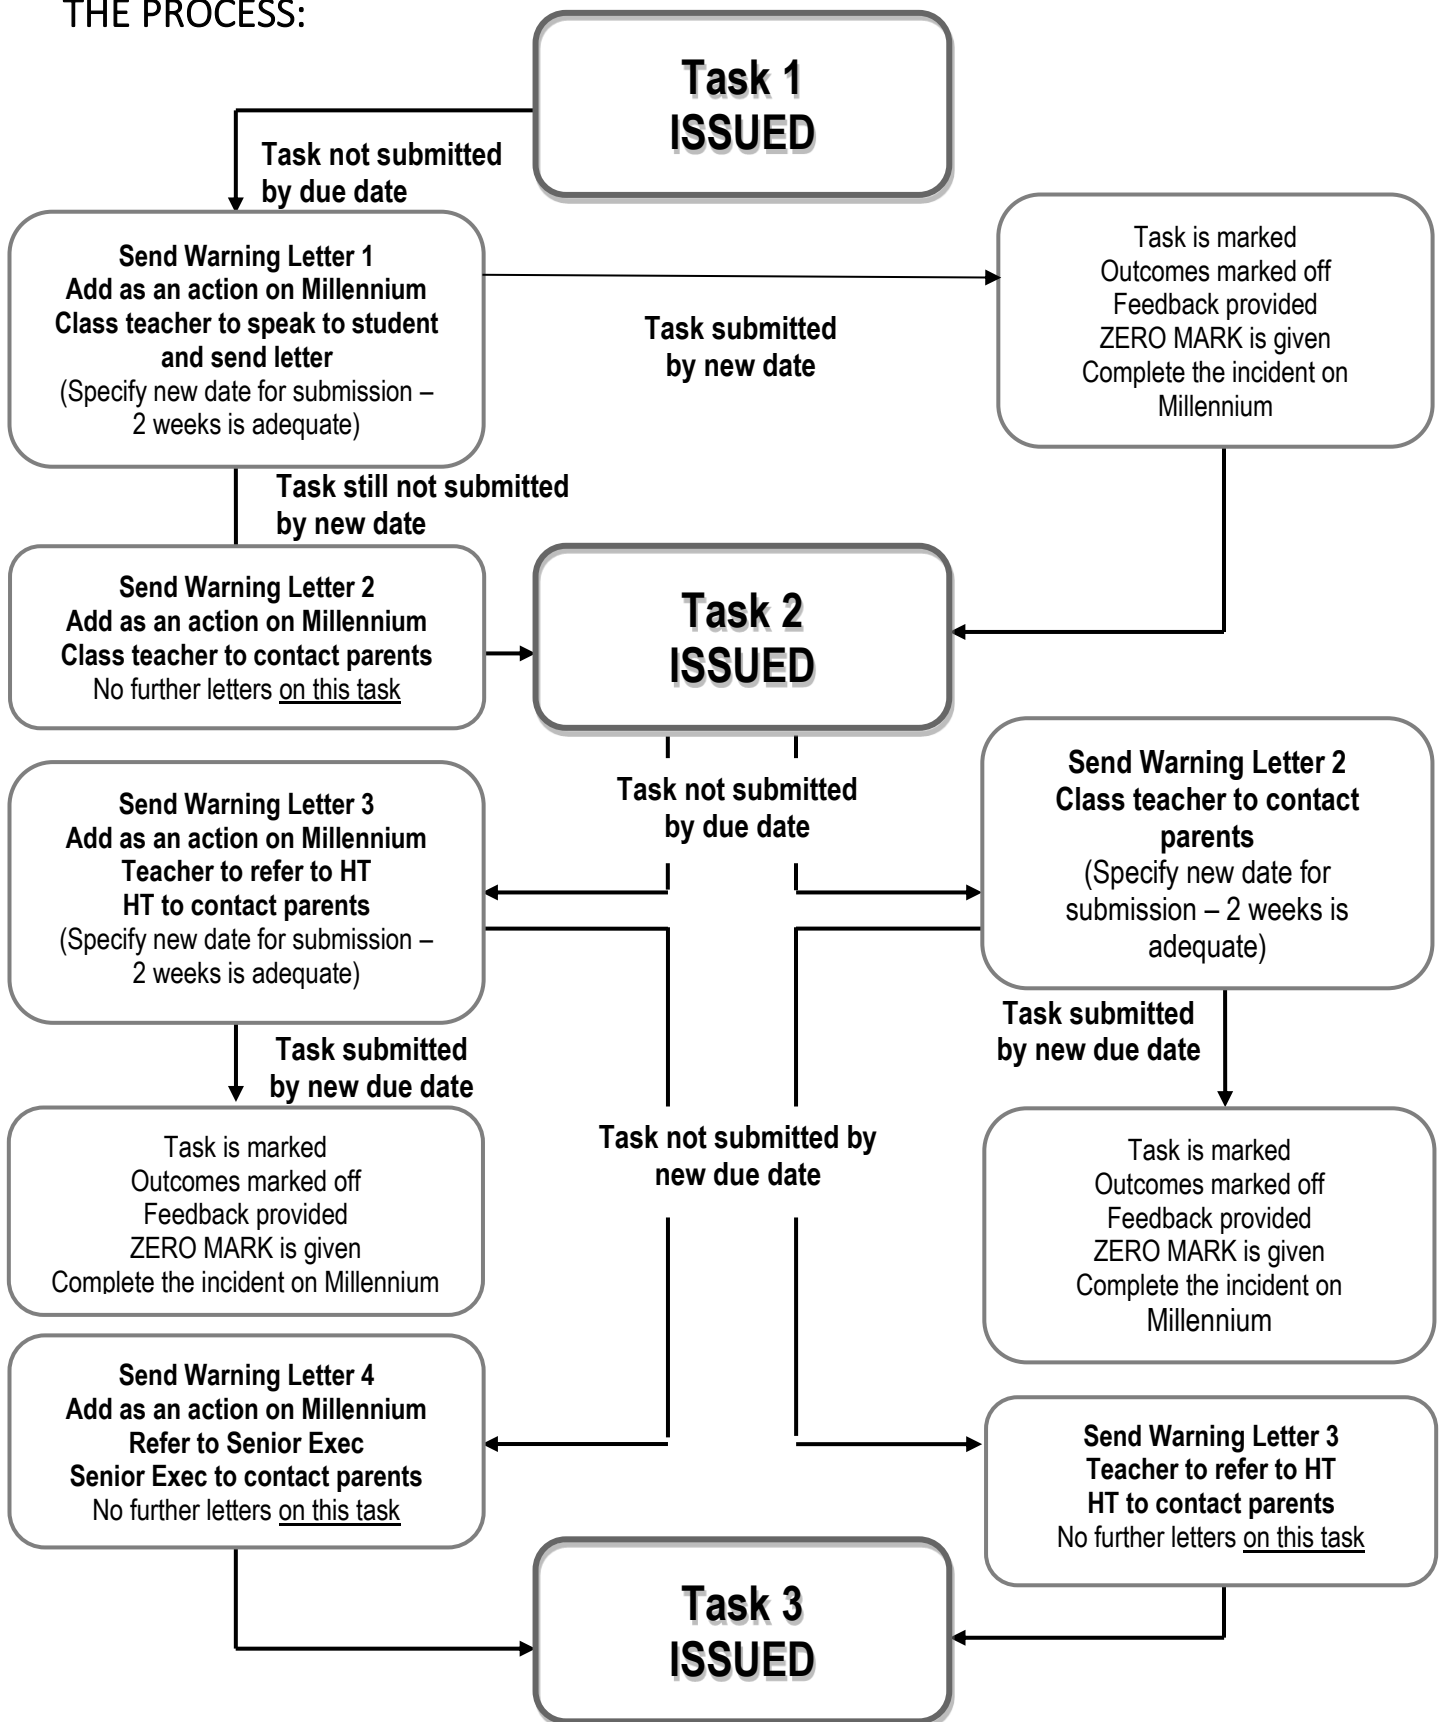 THE PROCESS:
Task 1
ISSUED
Task not submitted
by due date
Send Warning Letter 1
Add as an action on Millennium
Class teacher to speak to student
and send letter
(Specify new date for submission –
2 weeks is adequate)
Task submitted
by new date
Task is marked
Outcomes marked off
Feedback provided
ZERO MARK is given
Complete the incident on
Millennium
Task still not submitted
by new date
Send Warning Letter 2
Add as an action on Millennium
Class teacher to contact parents
No further letters on this task
Task 2
ISSUED
Task not submitted
by due date
Send Warning Letter 3
Add as an action on Millennium
Teacher to refer to HT
HT to contact parents
(Specify new date for submission –
2 weeks is adequate)
Send Warning Letter 2
Class teacher to contact
parents
(Specify new date for
submission – 2 weeks is
adequate)
Task submitted
by new due date
Task submitted
by new due date
Task is marked
Outcomes marked off
Feedback provided
ZERO MARK is given
Complete the incident on Millennium
Task not submitted by
new due date
Task is marked
Outcomes marked off
Feedback provided
ZERO MARK is given
Complete the incident on
Millennium
Send Warning Letter 4
Add as an action on Millennium
Refer to Senior Exec
Senior Exec to contact parents
No further letters on this task
Send Warning Letter 3
Teacher to refer to HT
HT to contact parents
No further letters on this task
Task 3
ISSUED